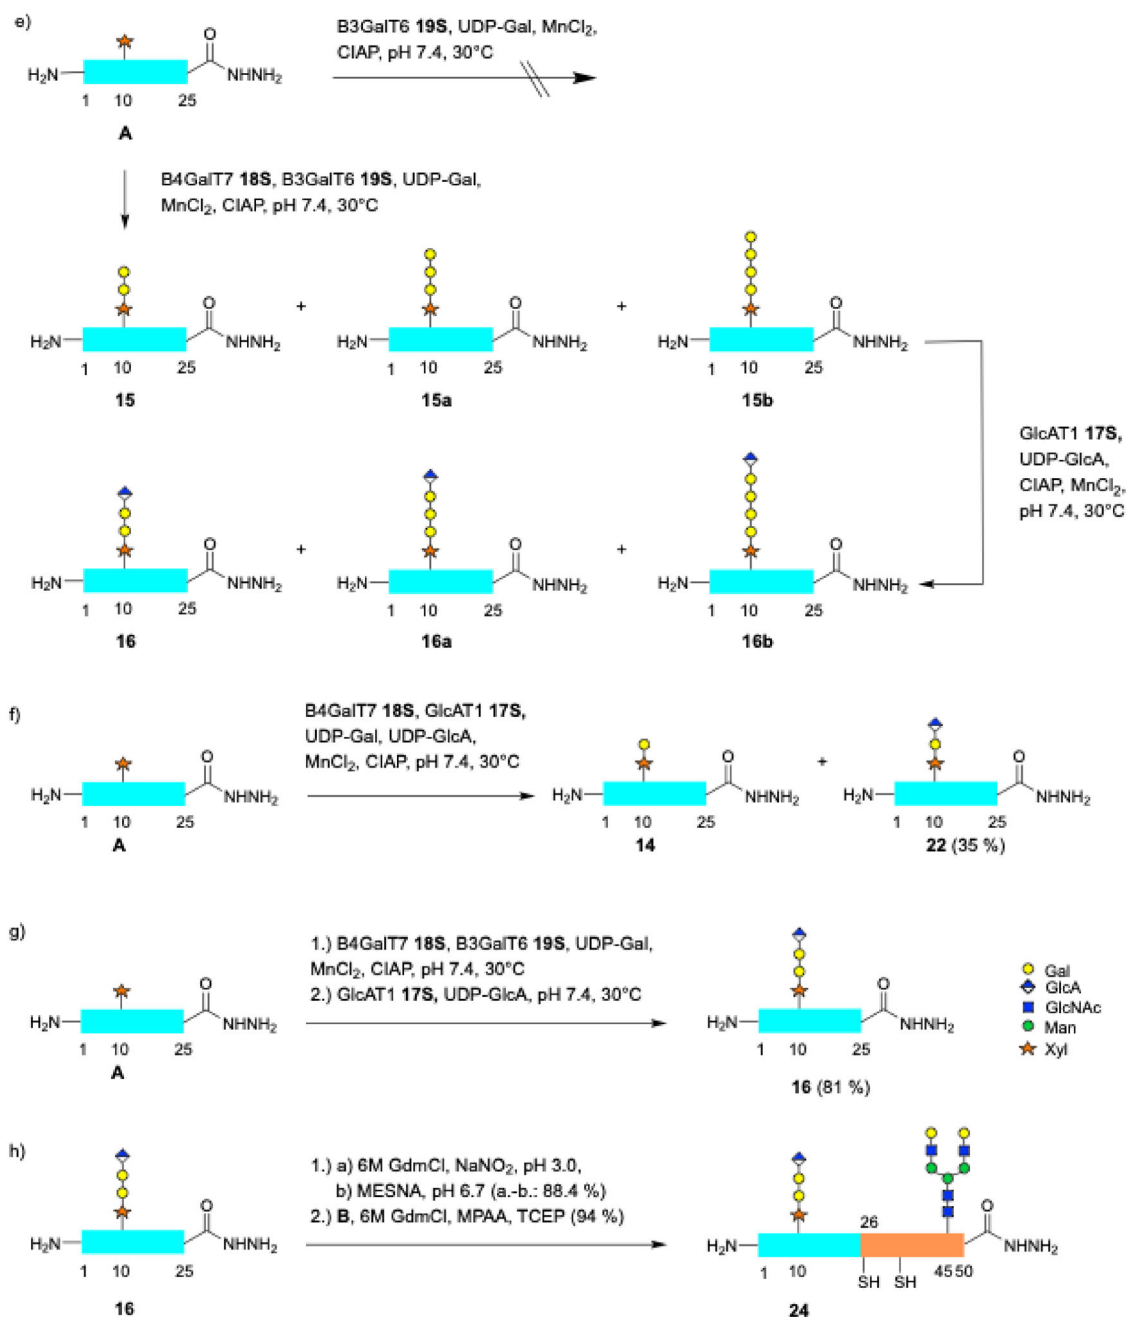 e)
B3GalT6 19S, UDP-Gal, MnCl2,
CIAP, pH 7.4, 30°C
H2N
O
NHNH2
1 10 25
A
B4GalT7 18S, B3GalT6 19S, UDP-Gal,
MnCl2, CIAP, pH 7.4, 30°C
+ +
O O O
H2N NHNH2 H2N NHNH2 H2N NHNH2
1 10 25 1 10 25 1 10 25
15 15a 15b
GlcAT1 17S,
UDP-GlcA,
CIAP, MnCl2,
pH 7.4, 30°C
+ +
O O O
H2N NHNH2 H2N NHNH2 H2N NHNH2
1 10 25 1 10 25 1 10 25
16 16a 16b
f)
B4GalT7 18S, GlcAT1 17S,
UDP-Gal, UDP-GlcA,
MnCl2, CIAP, pH 7.4, 30°C
+
O O O
H2N NHNH2 H2N NHNH2 H2N NHNH2
1 10 25 1 10 25 1 10 25
A 14 22 (35 %)
g)
1.) B4GalT7 18S, B3GalT6 19S, UDP-Gal,
MnCl2, CIAP, pH 7.4, 30°C
2.) GlcAT1 17S, UDP-GlcA, pH 7.4, 30°C
O O
H2N NHNH2 H2N NHNH2
1 10 25 1 10 25
A 16 (81 %)
Gal
GlcA
GlcNAc
Man
Xyl
h)
1.) a) 6M GdmCl, NaNO2, pH 3.0,
b) MESNA, pH 6.7 (a.-b.: 88.4 %)
2.) B, 6M GdmCl, MPAA, TCEP (94 %)
O 26 O
H2N NHNH2 H2N NHNH2
1 10 25 1 10 SH SH 45 50
16 24